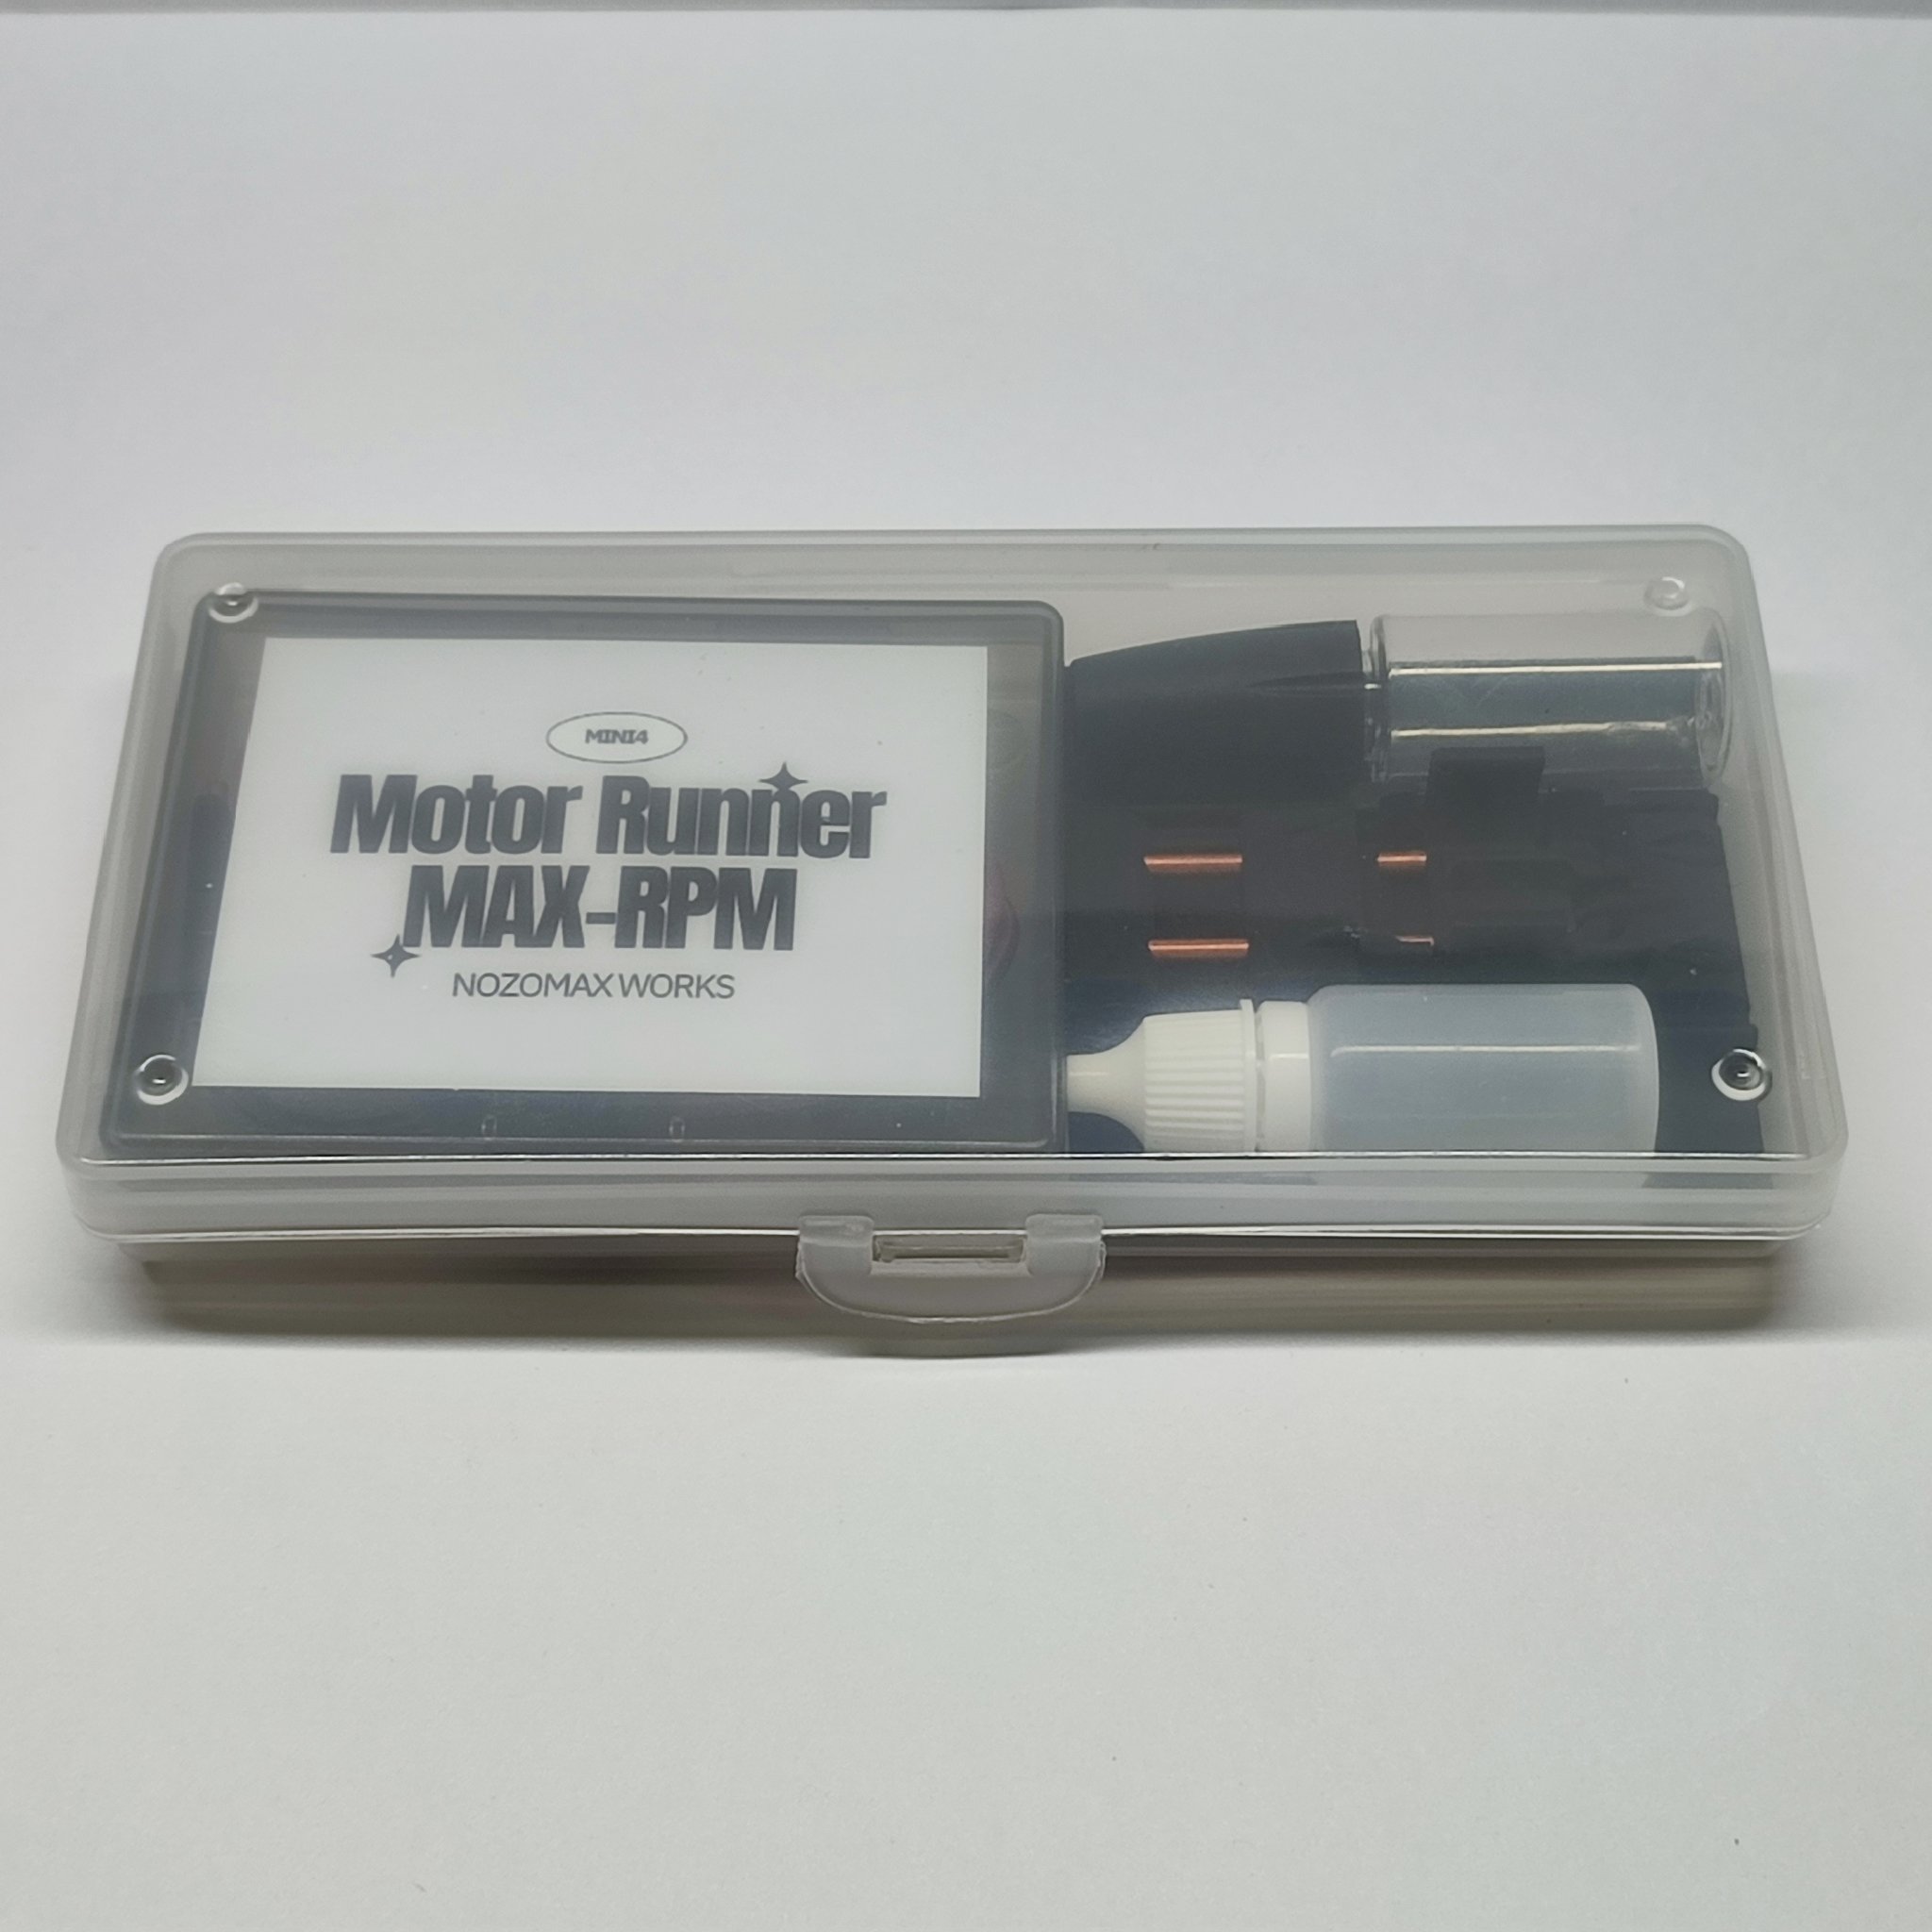 MINI4
Motor Runner
MAX-RPM
NOZOMAX WORKS